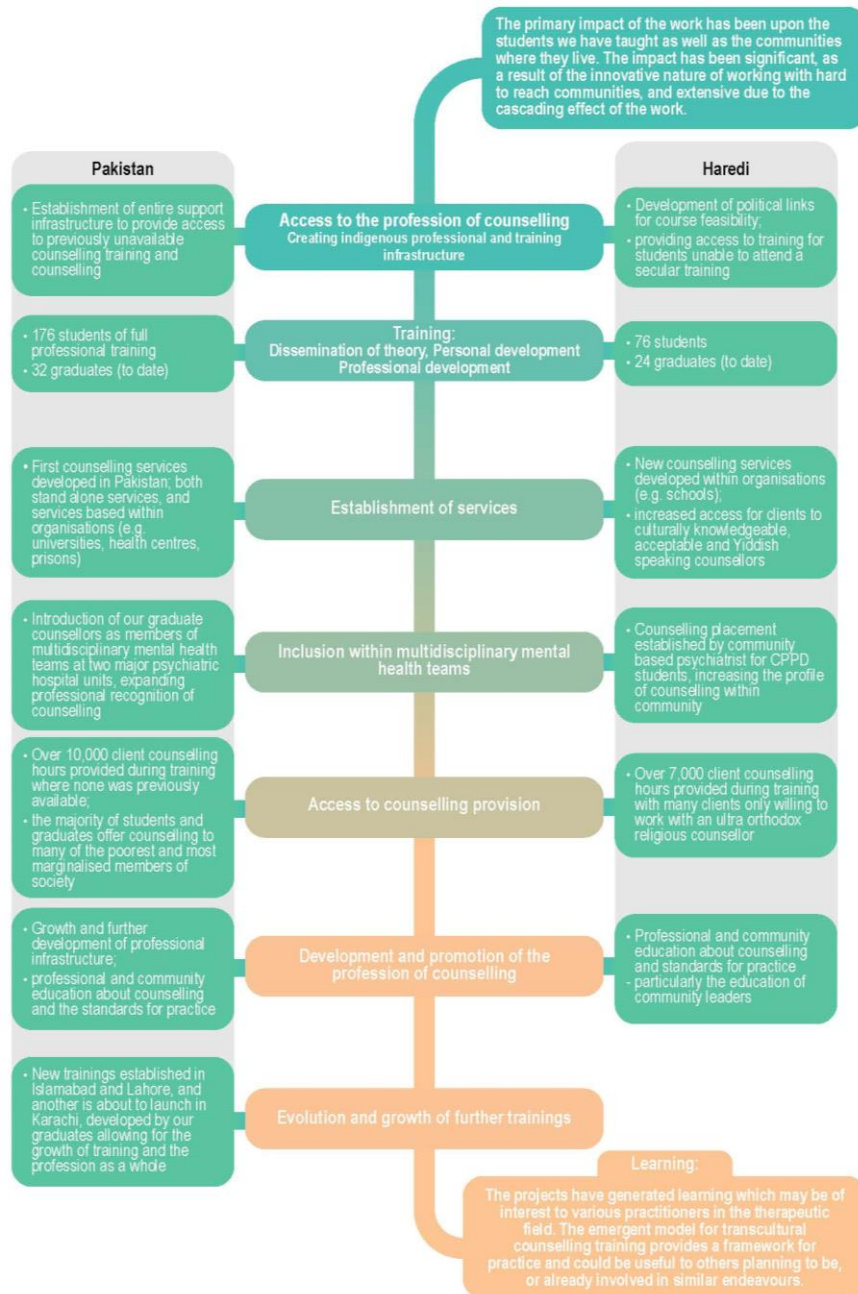 The primary impact of the work has been upon the
students we have taught as well as the communities
where they live. The impact has been significant, as
a result of the innovative nature of working with hard
to reach communities, and extensive due to the
cascading effect of the work.
Pakistan
Haredi
• Establishment of entire support
infrastructure to provide access
to previously unavailable
counselling training and
counselling
Access to the profession of counselling
Creating indigenous professional and training
infrastructure
• Development of political links
for course feasibility;
• providing access to training for
students unable to attend a
secular training
• 176 students of full
professional training
• 32 graduates (to date)
Training:
Dissemination of theory, Personal development
Professional development
• 76 students
• 24 graduates (to date)
• First counselling services
developed in Pakistan; both
stand alone services, and
services based within
organisations (e.g.
universities, health centres,
prisons)
Establishment of services
• New counselling services
developed within organisations
(e.g. schools);
• increased access for clients to
culturally knowledgeable,
acceptable and Yiddish
speaking counsellors
• Introduction of our graduate
counsellors as members of
multidisciplinary mental health
teams at two major psychiatric
hospital units, expanding
professional recognition of
counselling
Inclusion within multidisciplinary mental
health teams
• Counselling placement
established by community
based psychiatrist for CPPD
students, increasing the profile
of counselling within
community
• Over 10,000 client counselling
hours provided during training
where none was previously
available;
• the majority of students and
graduates offer counselling to
many of the poorest and most
marginalised members of
society
Access to counselling provision
• Over 7,000 client counselling
hours provided during training
with many clients only willing to
work with an ultra orthodox
religious counsellor
• Growth and further
development of professional
infrastructure;
• professional and community
education about counselling
and the standards for practice
Development and promotion of the
profession of counselling
• Professional and community
education about counselling
and standards for practice
- particularly the education of
community leaders
• New trainings established in
Islamabad and Lahore, and
another is about to launch in
Karachi, developed by our
graduates allowing for the
growth of training and the
profession as a whole
Evolution and growth of further trainings
Learning:
The projects have generated learning which may be of
interest to various practitioners in the therapeutic
field. The emergent model for transcultural
counselling training provides a framework for
practice and could be useful to others planning to be,
or already involved in similar endeavours.